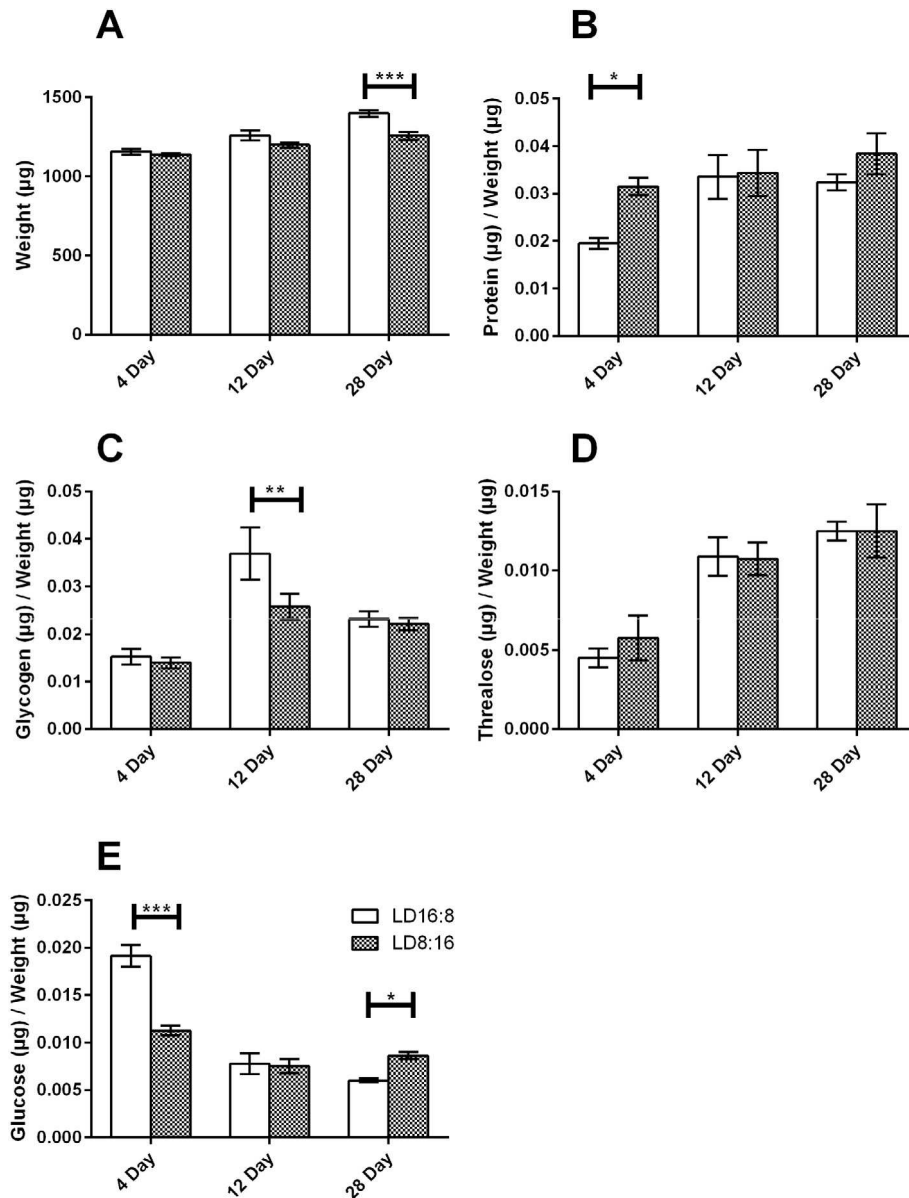 A
Weight (µg)
1500
1000
500
0
***
4 Day
12 Day
28 Day
B
Protein (µg) / Weight (µg)
0.05
0.04
0.03
0.02
0.01
0.00
*
4 Day
12 Day
28 Day
C
Glycogen (µg) / Weight (µg)
0.05
0.04
0.03
0.02
0.01
0.00
**
4 Day
12 Day
28 Day
D
Threalose (µg) / Weight (µg)
0.015
0.010
0.005
0.000
4 Day
12 Day
28 Day
E
Glucose (µg) / Weight (µg)
0.025
0.020
0.015
0.010
0.005
0.000
***
*
LD16:8
LD8:16
4 Day
12 Day
28 Day